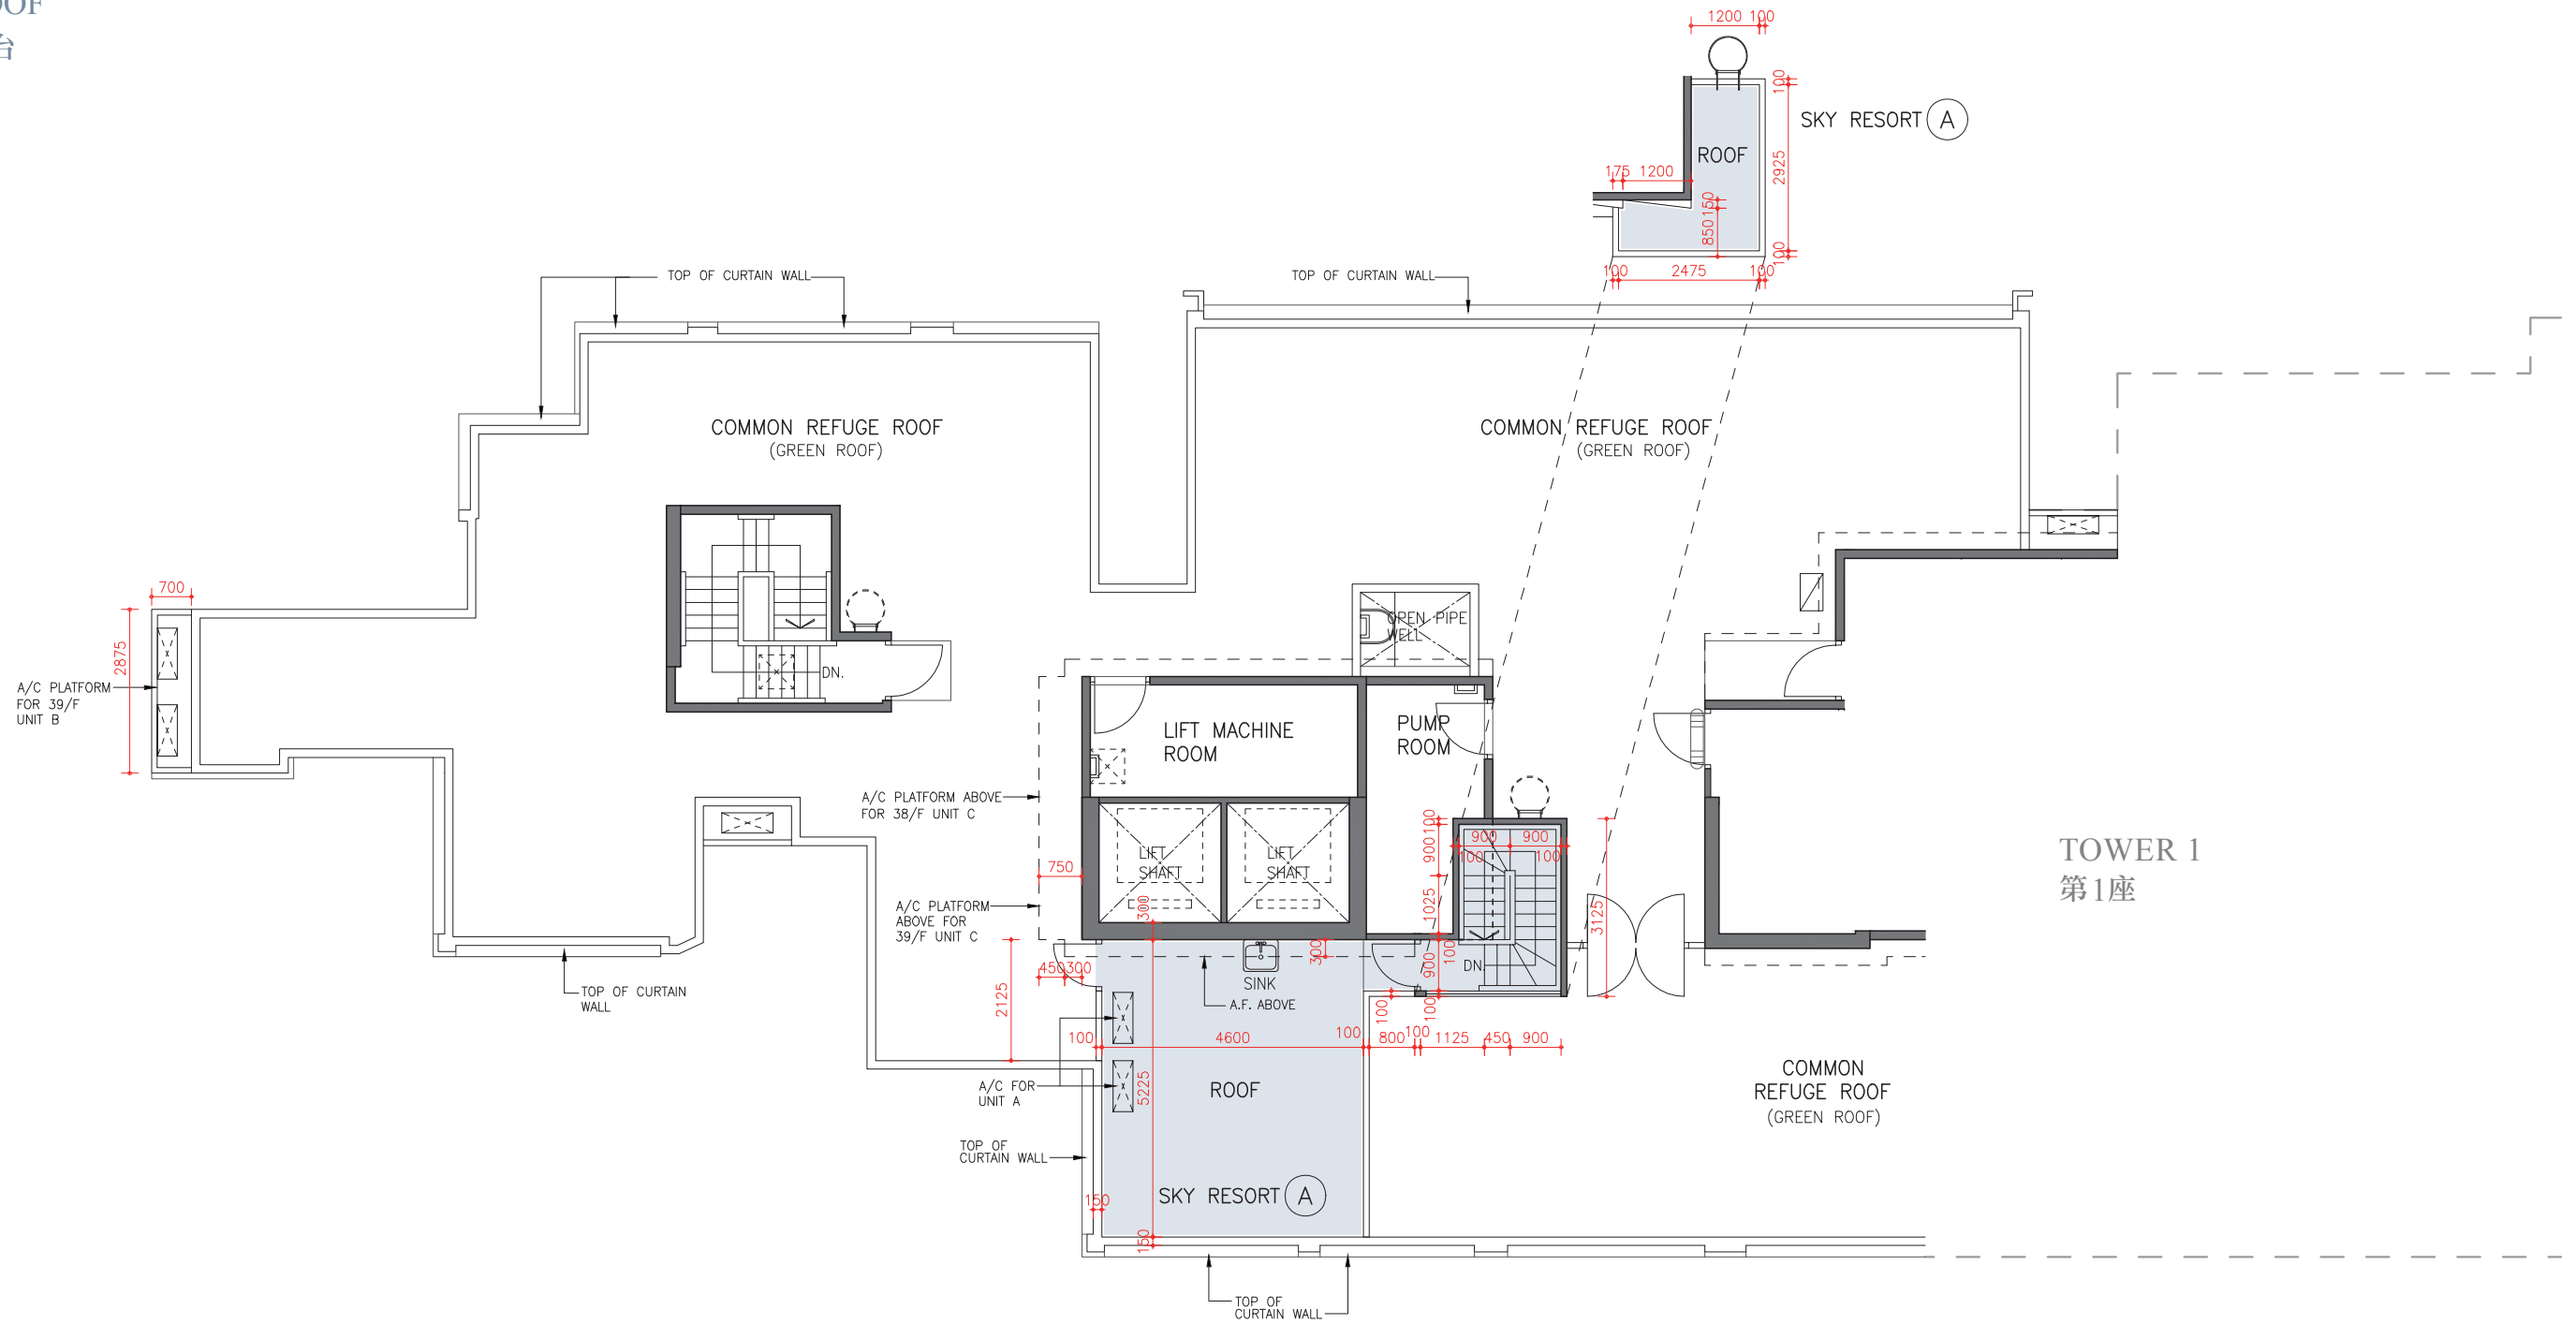 OOF
台
1200 100
100
SKY RESORT A
ROOF
2925
175 1200
150
850
100
100 2475 100
TOP OF CURTAIN WALL
TOP OF CURTAIN WALL
COMMON REFUGE ROOF
(GREEN ROOF)
COMMON REFUGE ROOF
(GREEN ROOF)
700
2875
OPEN PIPE
WELL
DN.
A/C PLATFORM
FOR 39/F
UNIT B
LIFT MACHINE
ROOM
PUMP
ROOM
A/C PLATFORM ABOVE
FOR 38/F UNIT C
100
900
900 900
100 100
LIFT
SHAFT
LIFT
SHAFT
750
TOWER 1
第1座
A/C PLATFORM
ABOVE FOR
39/F UNIT C
300
1025
3125
300
100
900
DN.
450 300
SINK
A.F. ABOVE
TOP OF CURTAIN
WALL
2125
100
100
100 4600 100 800 100 1125 450 900
A/C FOR
UNIT A
5225
ROOF
COMMON
REFUGE ROOF
(GREEN ROOF)
TOP OF
CURTAIN WALL
150
SKY RESORT A
150
TOP OF
CURTAIN WALL